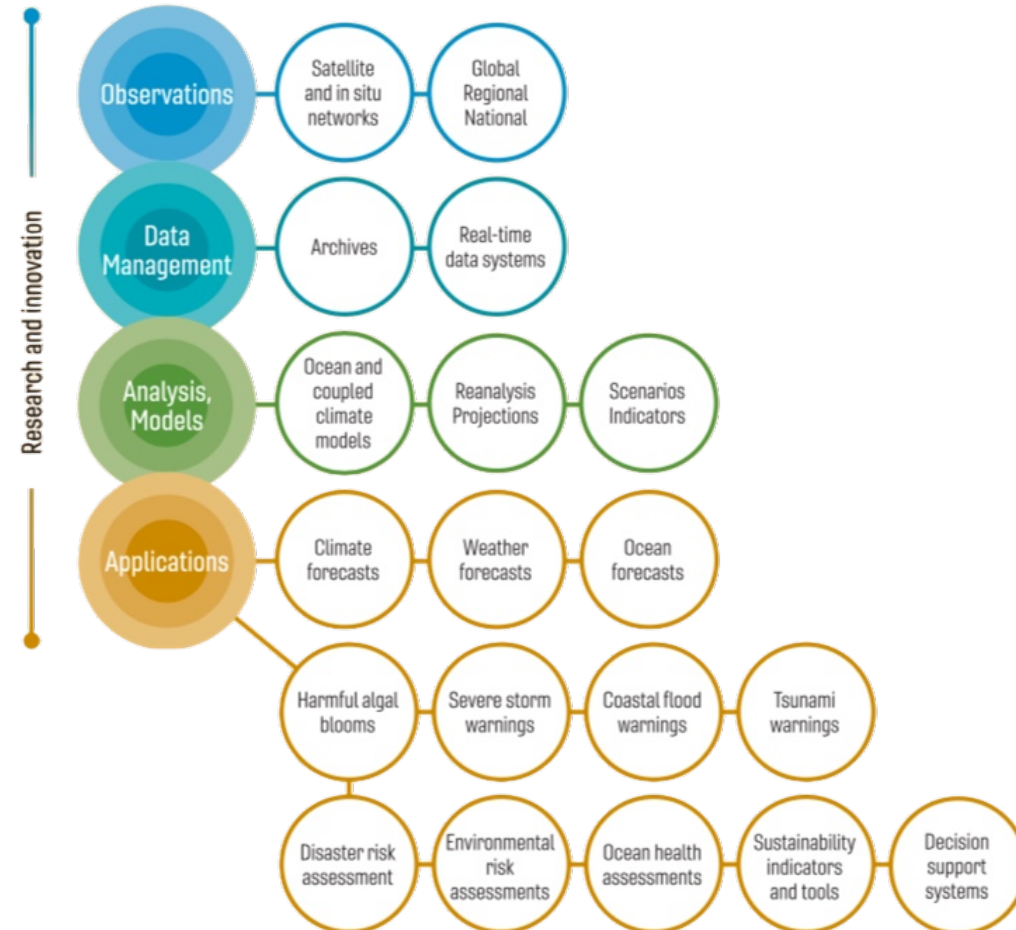 Research and innovation
Observations
Satellite
and in situ
networks
Global
Regional
National
Data
Management
Archives
Real-time
data systems
Analysis,
Models
Ocean and
coupled
climate
models
Reanalysis
Projections
Scenarios
Indicators
Applications
Climate
forecasts
Weather
forecasts
Ocean
forecasts
Harmful algal
blooms
Severe storm
warnings
Coastal flood
warnings
Tsunami
warnings
Disaster risk
assessment
Environmental
risk
assessments
Ocean health
assessments
Sustainability
indicators
and tools
Decision
support
systems